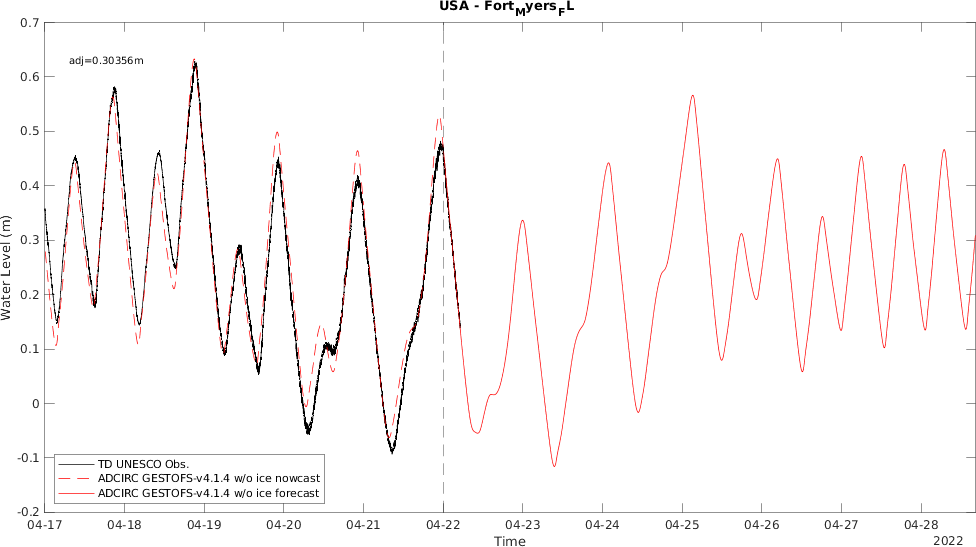 USA - Fort_Myers_FL
adj=0.30356m
0.7
0.6
0.5
0.4
0.3
0.2
0.1
0
-0.1
-0.2
Water Level (m)
TD UNESCO Obs.
ADCIRC GESTOFS-v4.1.4 w/o ice nowcast
ADCIRC GESTOFS-v4.1.4 w/o ice forecast
04-17 04-18 04-19 04-20 04-21 04-22 04-23 04-24 04-25 04-26 04-27 04-28
Time
2022